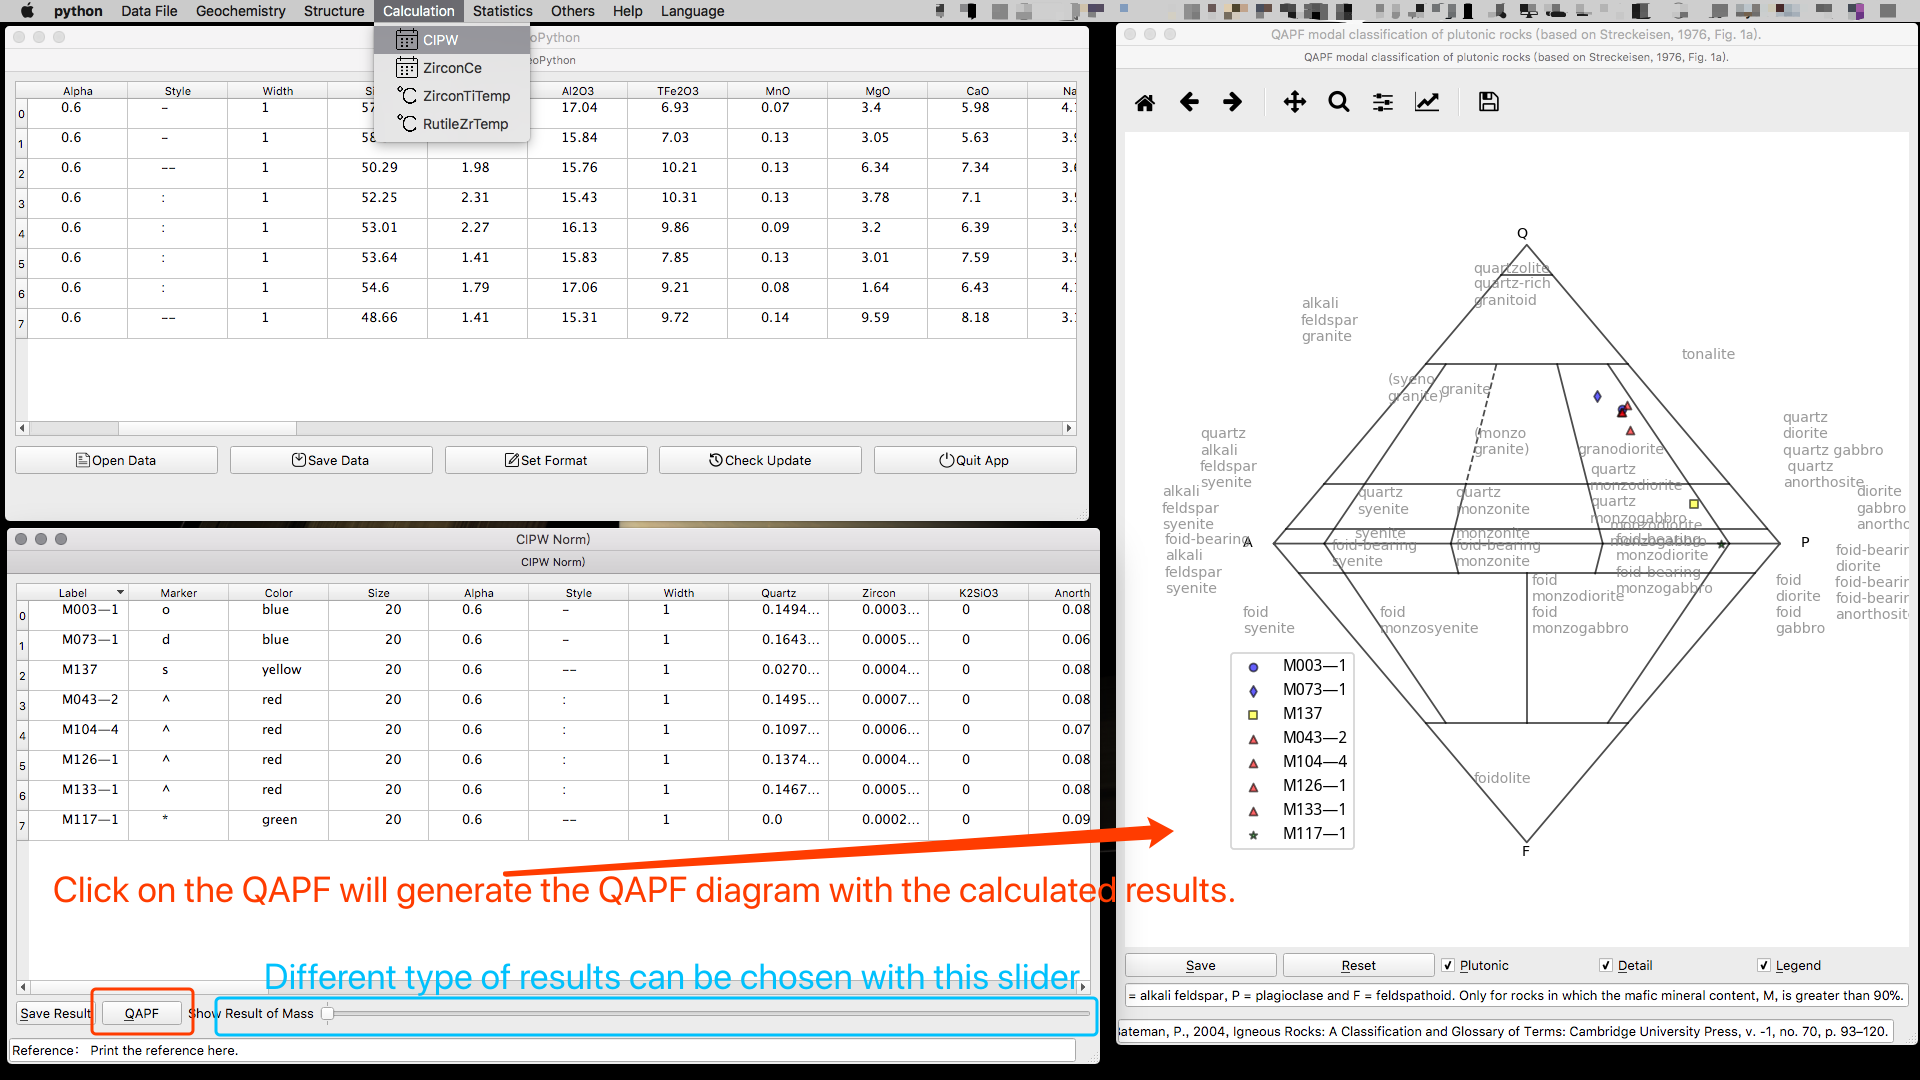 python Data File Geochemistry Structure Calculation Statistics Others Help Language
CIPW
ZirconCe
ZirconTiTemp
RutileZrTemp
Alpha Style Width Al2O3 TFe2O3 MnO MgO CaO
0 0.6 - 1 17.04 6.93 0.07 3.4 5.98
1 0.6 - 1 15.84 7.03 0.13 3.05 5.63
2 0.6 -- 1 50.29 1.98 15.76 10.21 0.13 6.34 7.34
3 0.6 : 1 52.25 2.31 15.43 10.31 0.13 3.78 7.1
4 0.6 : 1 53.01 2.27 16.13 9.86 0.09 3.2 6.39
5 0.6 : 1 53.64 1.41 15.83 7.85 0.13 3.01 7.59
6 0.6 : 1 54.6 1.79 17.06 9.21 0.08 1.64 6.43
7 0.6 -- 1 48.66 1.41 15.31 9.72 0.14 9.59 8.18
Open Data Save Data Set Format Check Update Quit App
CIPW Norm)
CIPW Norm)
Label Marker Color Size Alpha Style Width Quartz Zircon K2SiO3 Anorth
0 M003—1 o blue 20 0.6 - 1 0.1494... 0.0003... 0 0.08
1 M073—1 d blue 20 0.6 - 1 0.1643... 0.0005... 0 0.06
2 M137 s yellow 20 0.6 -- 1 0.0270... 0.0004... 0 0.08
3 M043—2 ^ red 20 0.6 : 1 0.1495... 0.0007... 0 0.08
4 M104—4 ^ red 20 0.6 : 1 0.1097... 0.0006... 0 0.07
5 M126—1 ^ red 20 0.6 : 1 0.1374... 0.0004... 0 0.08
6 M133—1 ^ red 20 0.6 : 1 0.1467... 0.0005... 0 0.08
7 M117—1 * green 20 0.6 -- 1 0.0 0.0002... 0 0.09
Click on the QAPF will generate the QAPF diagram with the calculated results.
Different type of results can be chosen with this slider
Save Result QAPF Show Result of Mass
Reference: Print the reference here.
QAPF modal classification of plutonic rocks (based on Streckeisen, 1976, Fig. 1a).
QAPF modal classification of plutonic rocks (based on Streckeisen, 1976, Fig. 1a).
Q
quartzolite
quartz-rich
granitoid
alkali
feldspar
granite
tonalite
(syeno
granite)
granite
(monzo
granite)
granodiorite
quartz
alkali
feldspar
syenite
quartz
diorite
quartz gabbro
quartz
anorthosite
quartz
monzodiorite
quartz
monzogabbro
quartz
syenite
quartz
monzonite
alkali
feldspar
syenite
diorite
gabbro
anortho
syenite
monzonite
monzodiorite
monzogabbro
A
P
foid-bearing
alkali
feldspar
syenite
foid-bearing
syenite
foid-bearing
monzonite
foid-bearing
monzodiorite
foid-bearing
monzogabbro
foid-bearin
diorite
foid-bearin
foid-bearin
anorthosit
foid
syenite
foid
monzosyenite
foid
monzodiorite
foid
monzogabbro
foid
diorite
foid
gabbro
foidolite
F
M003—1
M073—1
M137
M043—2
M104—4
M126—1
M133—1
M117—1
Save Reset Plutonic Detail Legend
= alkali feldspar, P = plagioclase and F = feldspathoid. Only for rocks in which the mafic mineral content, M, is greater than 90%.
Bateman, P., 2004, Igneous Rocks: A Classification and Glossary of Terms: Cambridge University Press, v. -1, no. 70, p. 93–120.